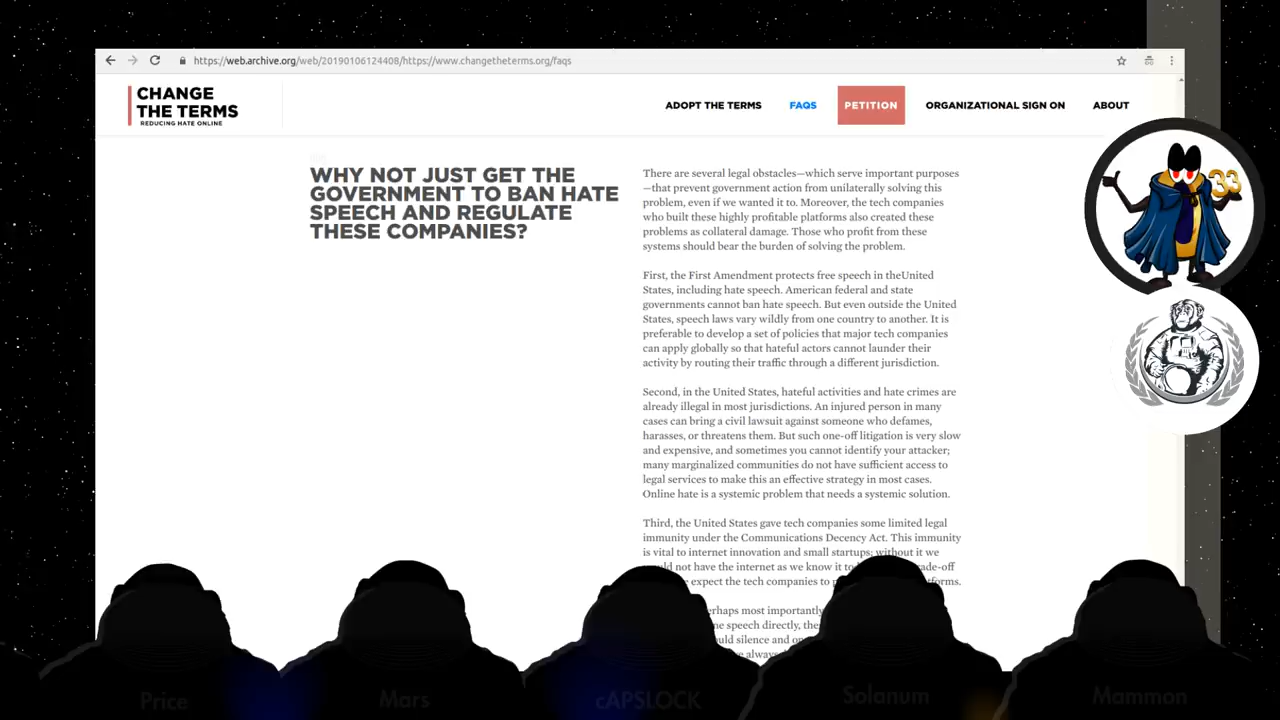 https://web.archive.org/web/20190106124408/https://www.changetheterms.org/faqs
CHANGE
THE TERMS
REDUCING HATE ONLINE
ADOPT THE TERMS
FAQS
PETITION
ORGANIZATIONAL SIGN ON
ABOUT
WHY NOT JUST GET THE
GOVERNMENT TO BAN HATE
SPEECH AND REGULATE
THESE COMPANIES?
There are several legal obstacles—which serve important purposes
—that prevent government action from unilaterally solving this
problem, even if we wanted it to. Moreover, the tech companies
who built these highly profitable platforms also created these
problems as collateral damage. Those who profit from these
systems should bear the burden of solving the problem.
First, the First Amendment protects free speech in theUnited
States, including hate speech. American federal and state
governments cannot ban hate speech. But even outside the United
States, speech laws vary wildly from one country to another. It is
preferable to develop a set of policies that major tech companies
can apply globally so that hateful actors cannot launder their
activity by routing their traffic through a different jurisdiction.
Second, in the United States, hateful activities and hate crimes are
already illegal in most jurisdictions. An injured person in many
cases can bring a civil lawsuit against someone who defames,
harasses, or threatens them. But such one-off litigation is very slow
and expensive, and sometimes you cannot identify your attacker;
many marginalized communities do not have sufficient access to
legal services to make this an effective strategy in most cases.
Online hate is a systemic problem that needs a systemic solution.
Third, the United States gave tech companies some limited legal
immunity under the Communications Decency Act. This immunity
is vital to internet innovation and small startups; without it we
not have the internet as we know it
expect the tech companies to
most importantly
speech directly,
silence and
33
Price
Mars
cAPSLOCK
Solanum
Mammon